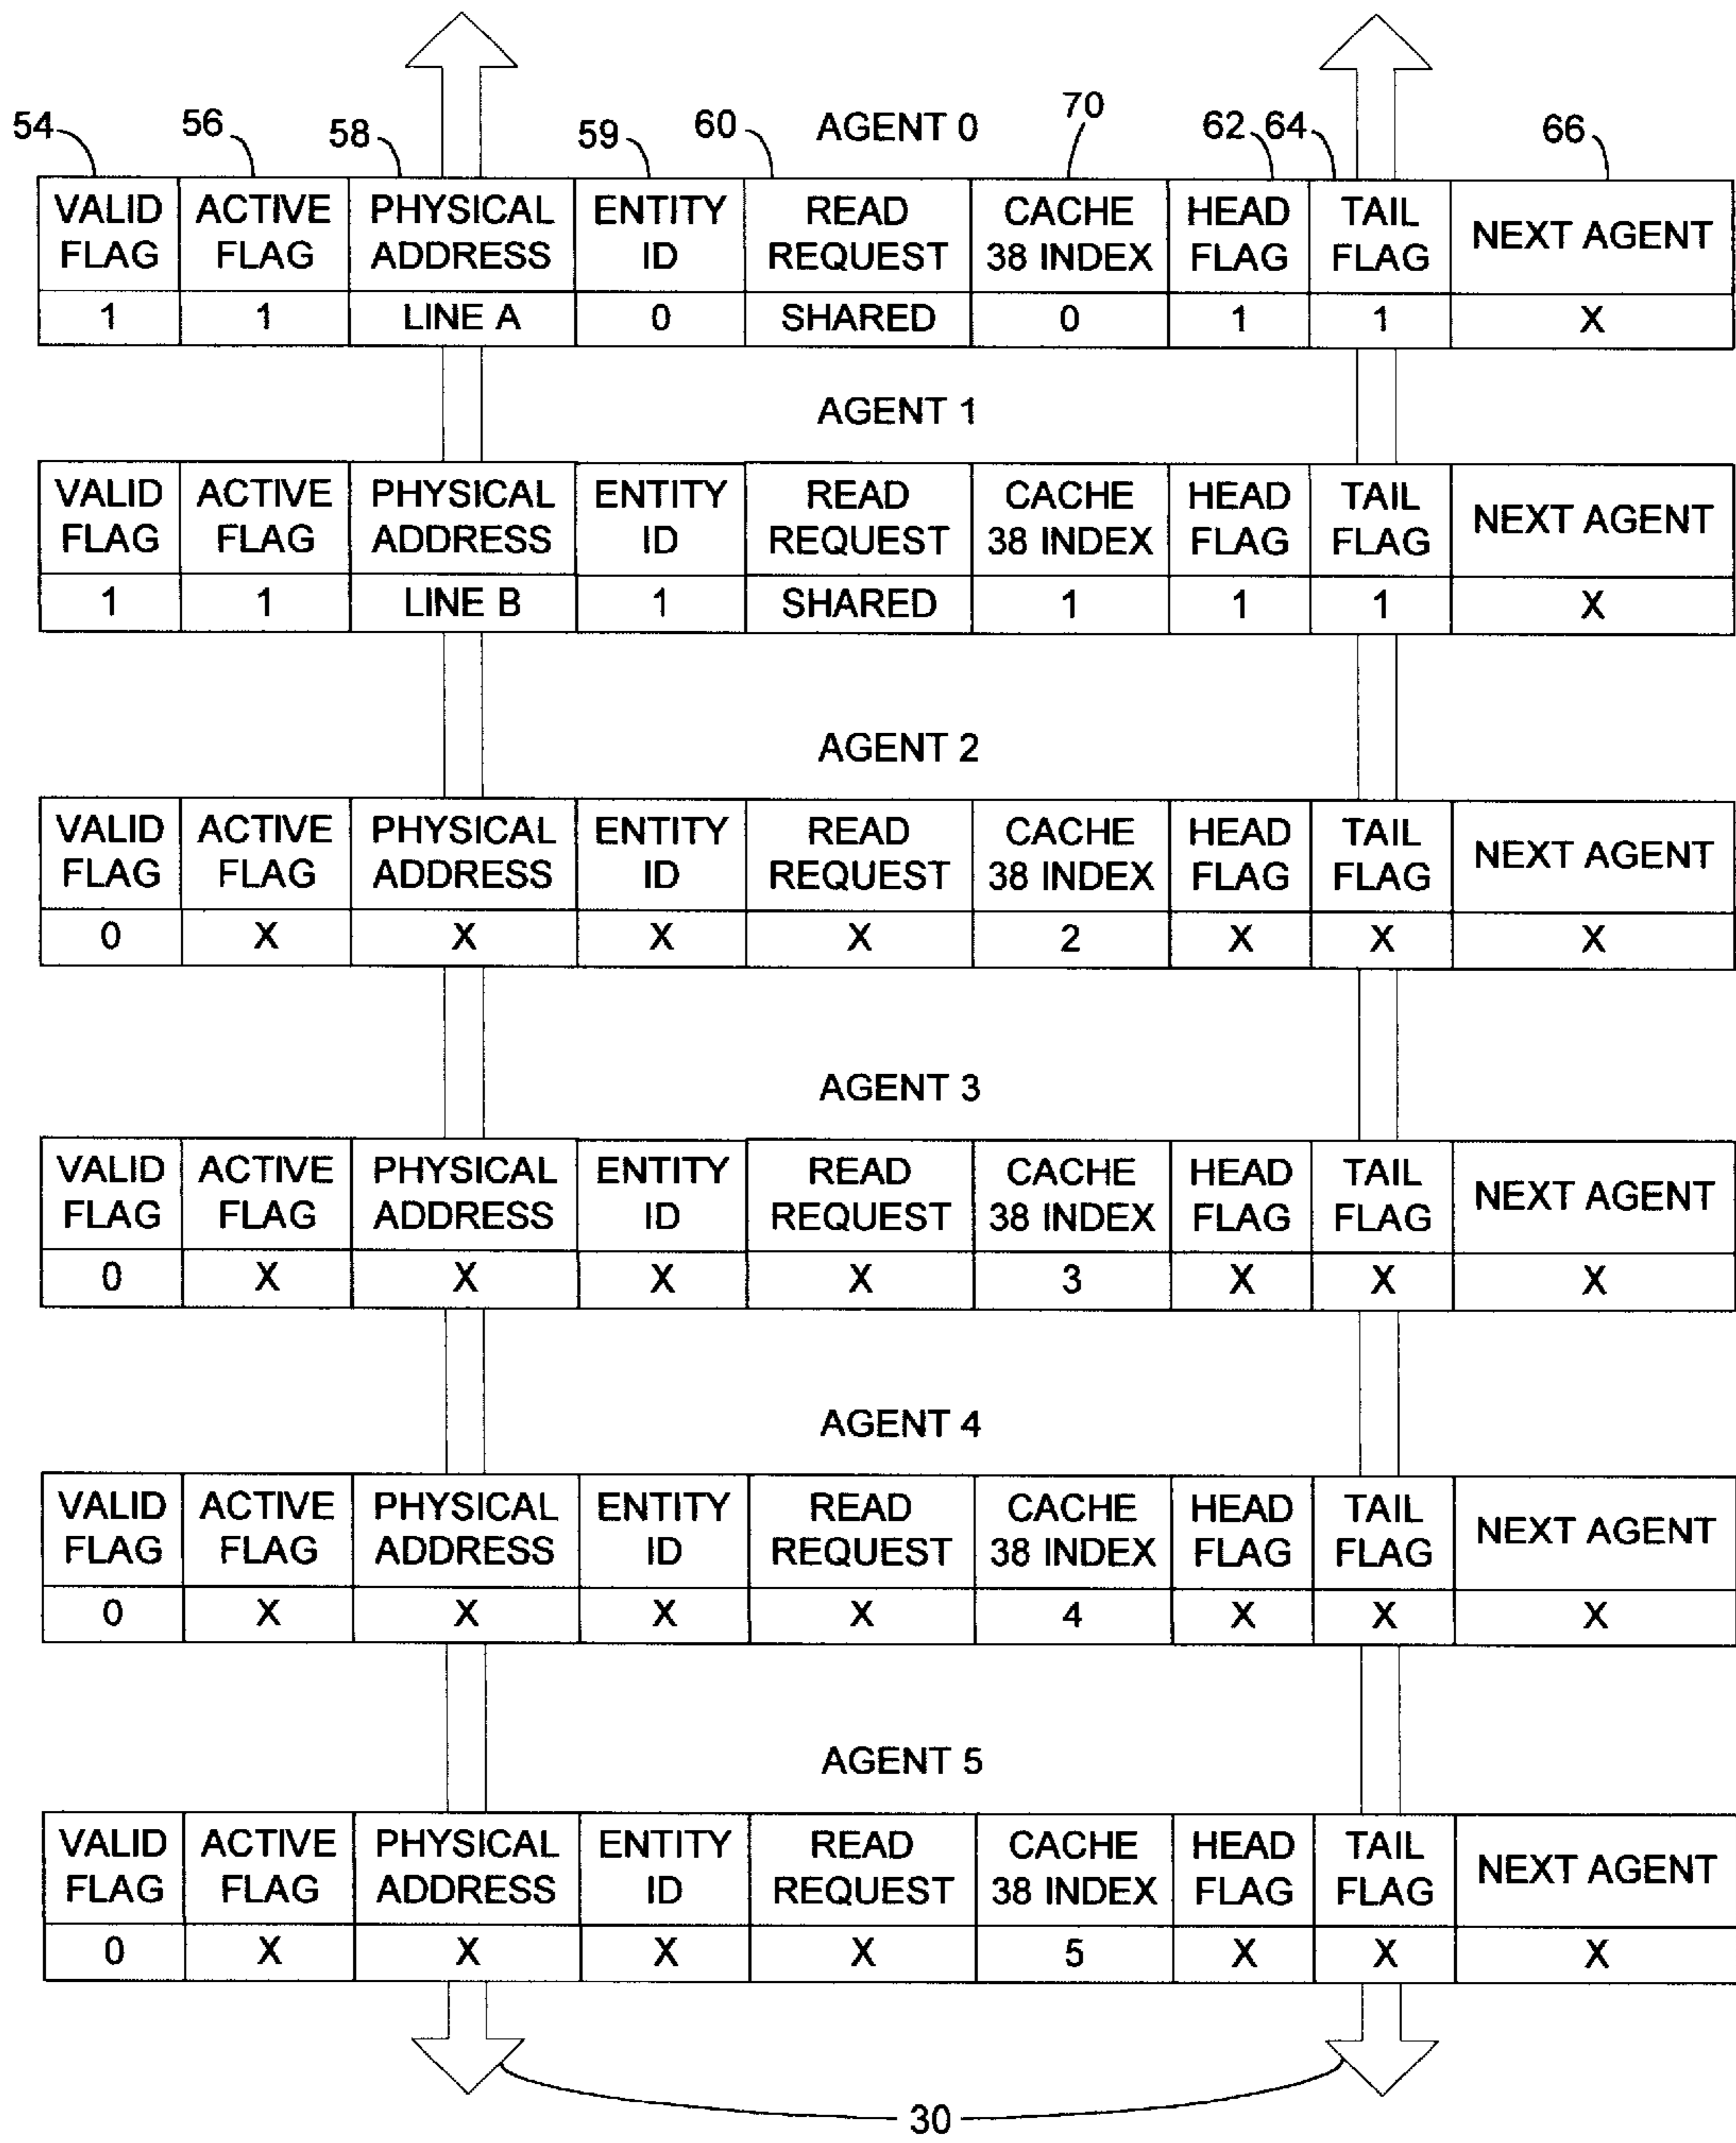 70
54 56 58 59 60 AGENT 0 62 64 66
VALID ACTIVE PHYSICAL ENTITY READ CACHE HEAD TAIL NEXT AGENT
FLAG FLAG ADDRESS ID REQUEST 38 INDEX FLAG FLAG
1 1 LINE A 0 SHARED 0 1 1 X
AGENT 1
VALID ACTIVE PHYSICAL ENTITY READ CACHE HEAD TAIL NEXT AGENT
FLAG FLAG ADDRESS ID REQUEST 38 INDEX FLAG FLAG
1 1 LINE B 1 SHARED 1 1 1 X
AGENT 2
VALID ACTIVE PHYSICAL ENTITY READ CACHE HEAD TAIL NEXT AGENT
FLAG FLAG ADDRESS ID REQUEST 38 INDEX FLAG FLAG
0 X X X X 2 X X X
AGENT 3
VALID ACTIVE PHYSICAL ENTITY READ CACHE HEAD TAIL NEXT AGENT
FLAG FLAG ADDRESS ID REQUEST 38 INDEX FLAG FLAG
0 X X X X 3 X X X
AGENT 4
VALID ACTIVE PHYSICAL ENTITY READ CACHE HEAD TAIL NEXT AGENT
FLAG FLAG ADDRESS ID REQUEST 38 INDEX FLAG FLAG
0 X X X X 4 X X X
AGENT 5
VALID ACTIVE PHYSICAL ENTITY READ CACHE HEAD TAIL NEXT AGENT
FLAG FLAG ADDRESS ID REQUEST 38 INDEX FLAG FLAG
0 X X X X 5 X X X
30